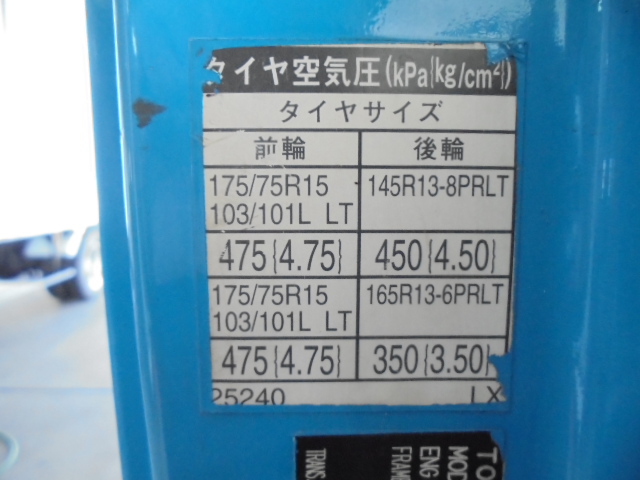 タイヤ空気圧(kPa{kg/cm²})
タイヤサイズ
前輪 後輪
175/75R15 145R13-8PRLT
103/101L LT
475{4.75} 450{4.50}
175/75R15 165R13-6PRLT
103/101L LT
475{4.75} 350{3.50}
25240 LX
TO
MOD
ENG
FRAM
TRANS